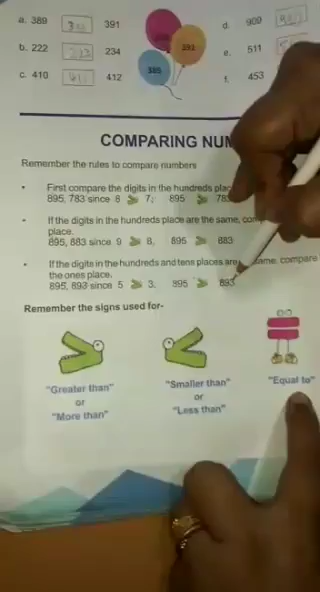 a. 389 391 d. 909
b. 222 234 e. 511
c. 410 412 f. 453
COMPARING NUM
Remember the rules to compare numbers
First compare the digits in the hundreds plac
895, 783 since 8 > 7; 895 > 78
If the digits in the hundreds place are the same, com
place.
895, 883 since 9 > 8, 895 > 883
If the digits in the hundreds and tens places are same, compare
the ones place.
895, 893 since 5 > 3, 895 > 893
Remember the signs used for-
"Greater than" "Smaller than" "Equal to"
or or
"More than" "Less than"